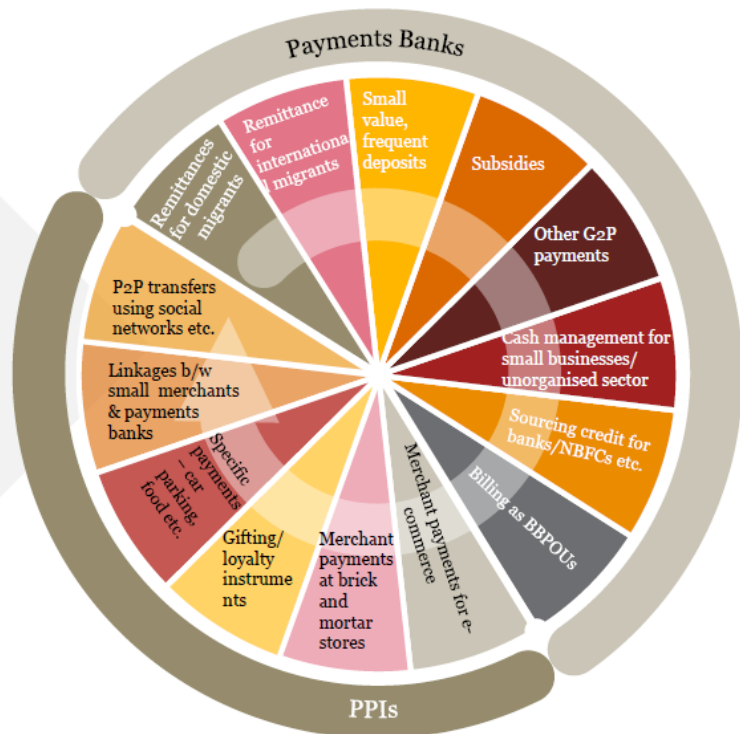 Payments Banks
Remittances
for domestic
migrants
Remittance
for
internationa
l migrants
Small
value,
frequent
deposits
Subsidies
Other G2P
payments
Cash management for
small businesses/
unorganised sector
Sourcing credit for
banks/NBFCs etc.
Billing as BBPOUs
Merchant payments for e-
commerce
Merchant
payments
at brick
and
mortar
stores
Gifting/
loyalty
instrume
nts
Specific
payments
– car
parking,
food etc.
Linkages b/w
small merchants
& payments
banks
P2P transfers
using social
networks etc.
PPIs